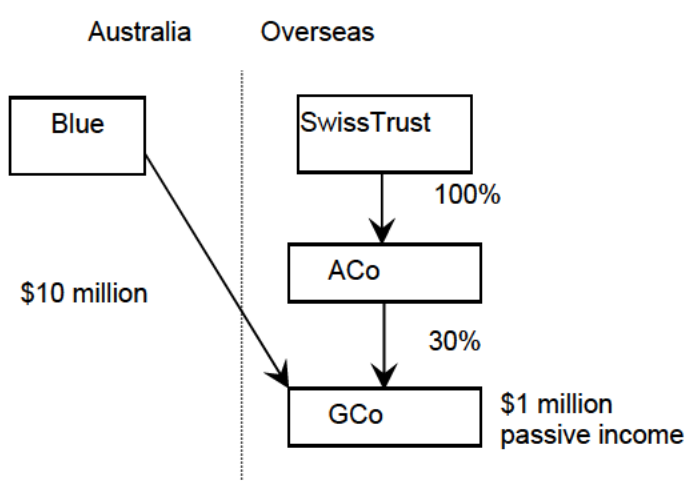 Australia
Overseas
Blue
SwissTrust
100%
ACo
$10 million
30%
GCo
$1 million
passive income